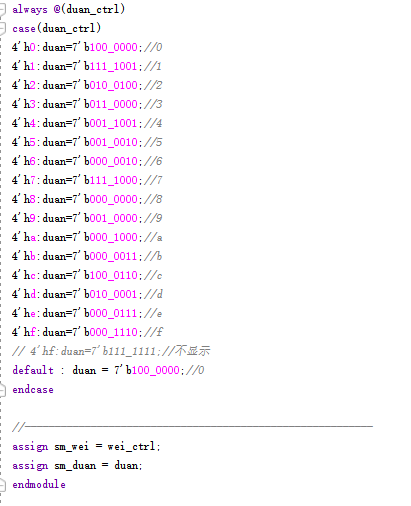 always @(duan_ctrl)
case(duan_ctrl)
4'h0:duan=7'b100_0000;//0
4'h1:duan=7'b111_1001;//1
4'h2:duan=7'b010_0100;//2
4'h3:duan=7'b011_0000;//3
4'h4:duan=7'b001_1001;//4
4'h5:duan=7'b001_0010;//5
4'h6:duan=7'b000_0010;//6
4'h7:duan=7'b111_1000;//7
4'h8:duan=7'b000_0000;//8
4'h9:duan=7'b001_0000;//9
4'ha:duan=7'b000_1000;//a
4'hb:duan=7'b000_0011;//b
4'hc:duan=7'b100_0110;//c
4'hd:duan=7'b010_0001;//d
4'he:duan=7'b000_0111;//e
4'hf:duan=7'b000_1110;//f
// 4'hf:duan=7'b111_1111;//不显示
default : duan = 7'b100_0000;//0
endcase
//----------------------------------------------------------
assign sm_wei = wei_ctrl;
assign sm_duan = duan;
endmodule